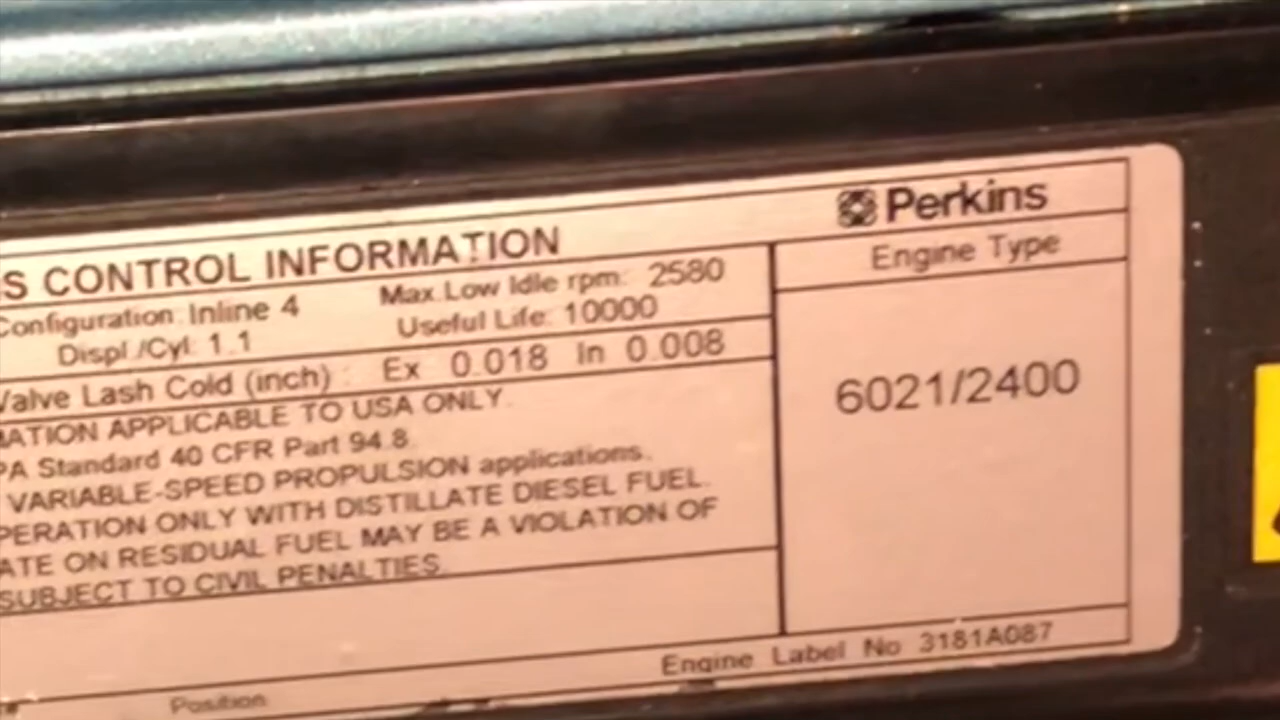 Perkins
S CONTROL INFORMATION
Engine Type
Configuration: Inline 4 Max.Low Idle rpm: 2580
Displ./Cyl: 1.1 Useful Life: 10000
Valve Lash Cold (inch) : Ex 0.018 In 0.008
6021/2400
MATION APPLICABLE TO USA ONLY.
PA Standard 40 CFR Part 94.8
VARIABLE-SPEED PROPULSION applications.
PERATION ONLY WITH DISTILLATE DIESEL FUEL.
ATE ON RESIDUAL FUEL MAY BE A VIOLATION OF
SUBJECT TO CIVIL PENALTIES.
Engine Label No 3181A087
Position